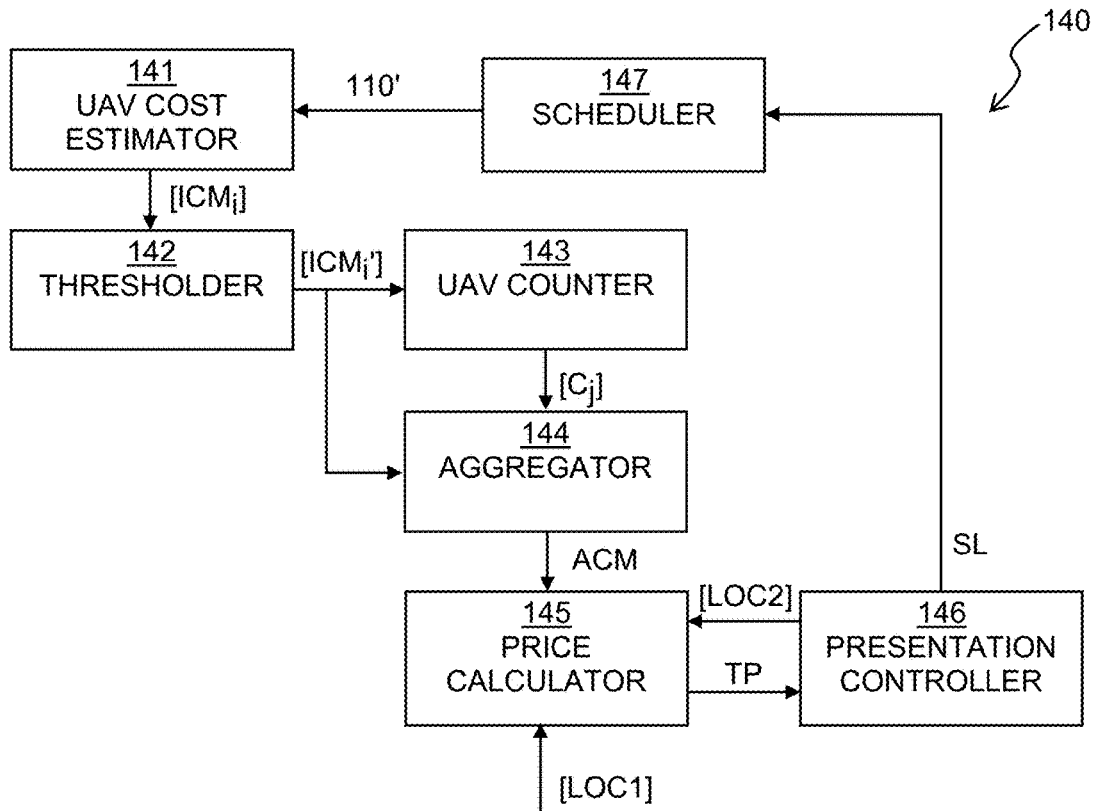 140
141
UAV COST
ESTIMATOR
110'
147
SCHEDULER
[ICMi]
142
THRESHOLDER
[ICMi']
143
UAV COUNTER
[Cj]
144
AGGREGATOR
ACM
SL
145
PRICE
CALCULATOR
[LOC2]
TP
146
PRESENTATION
CONTROLLER
[LOC1]